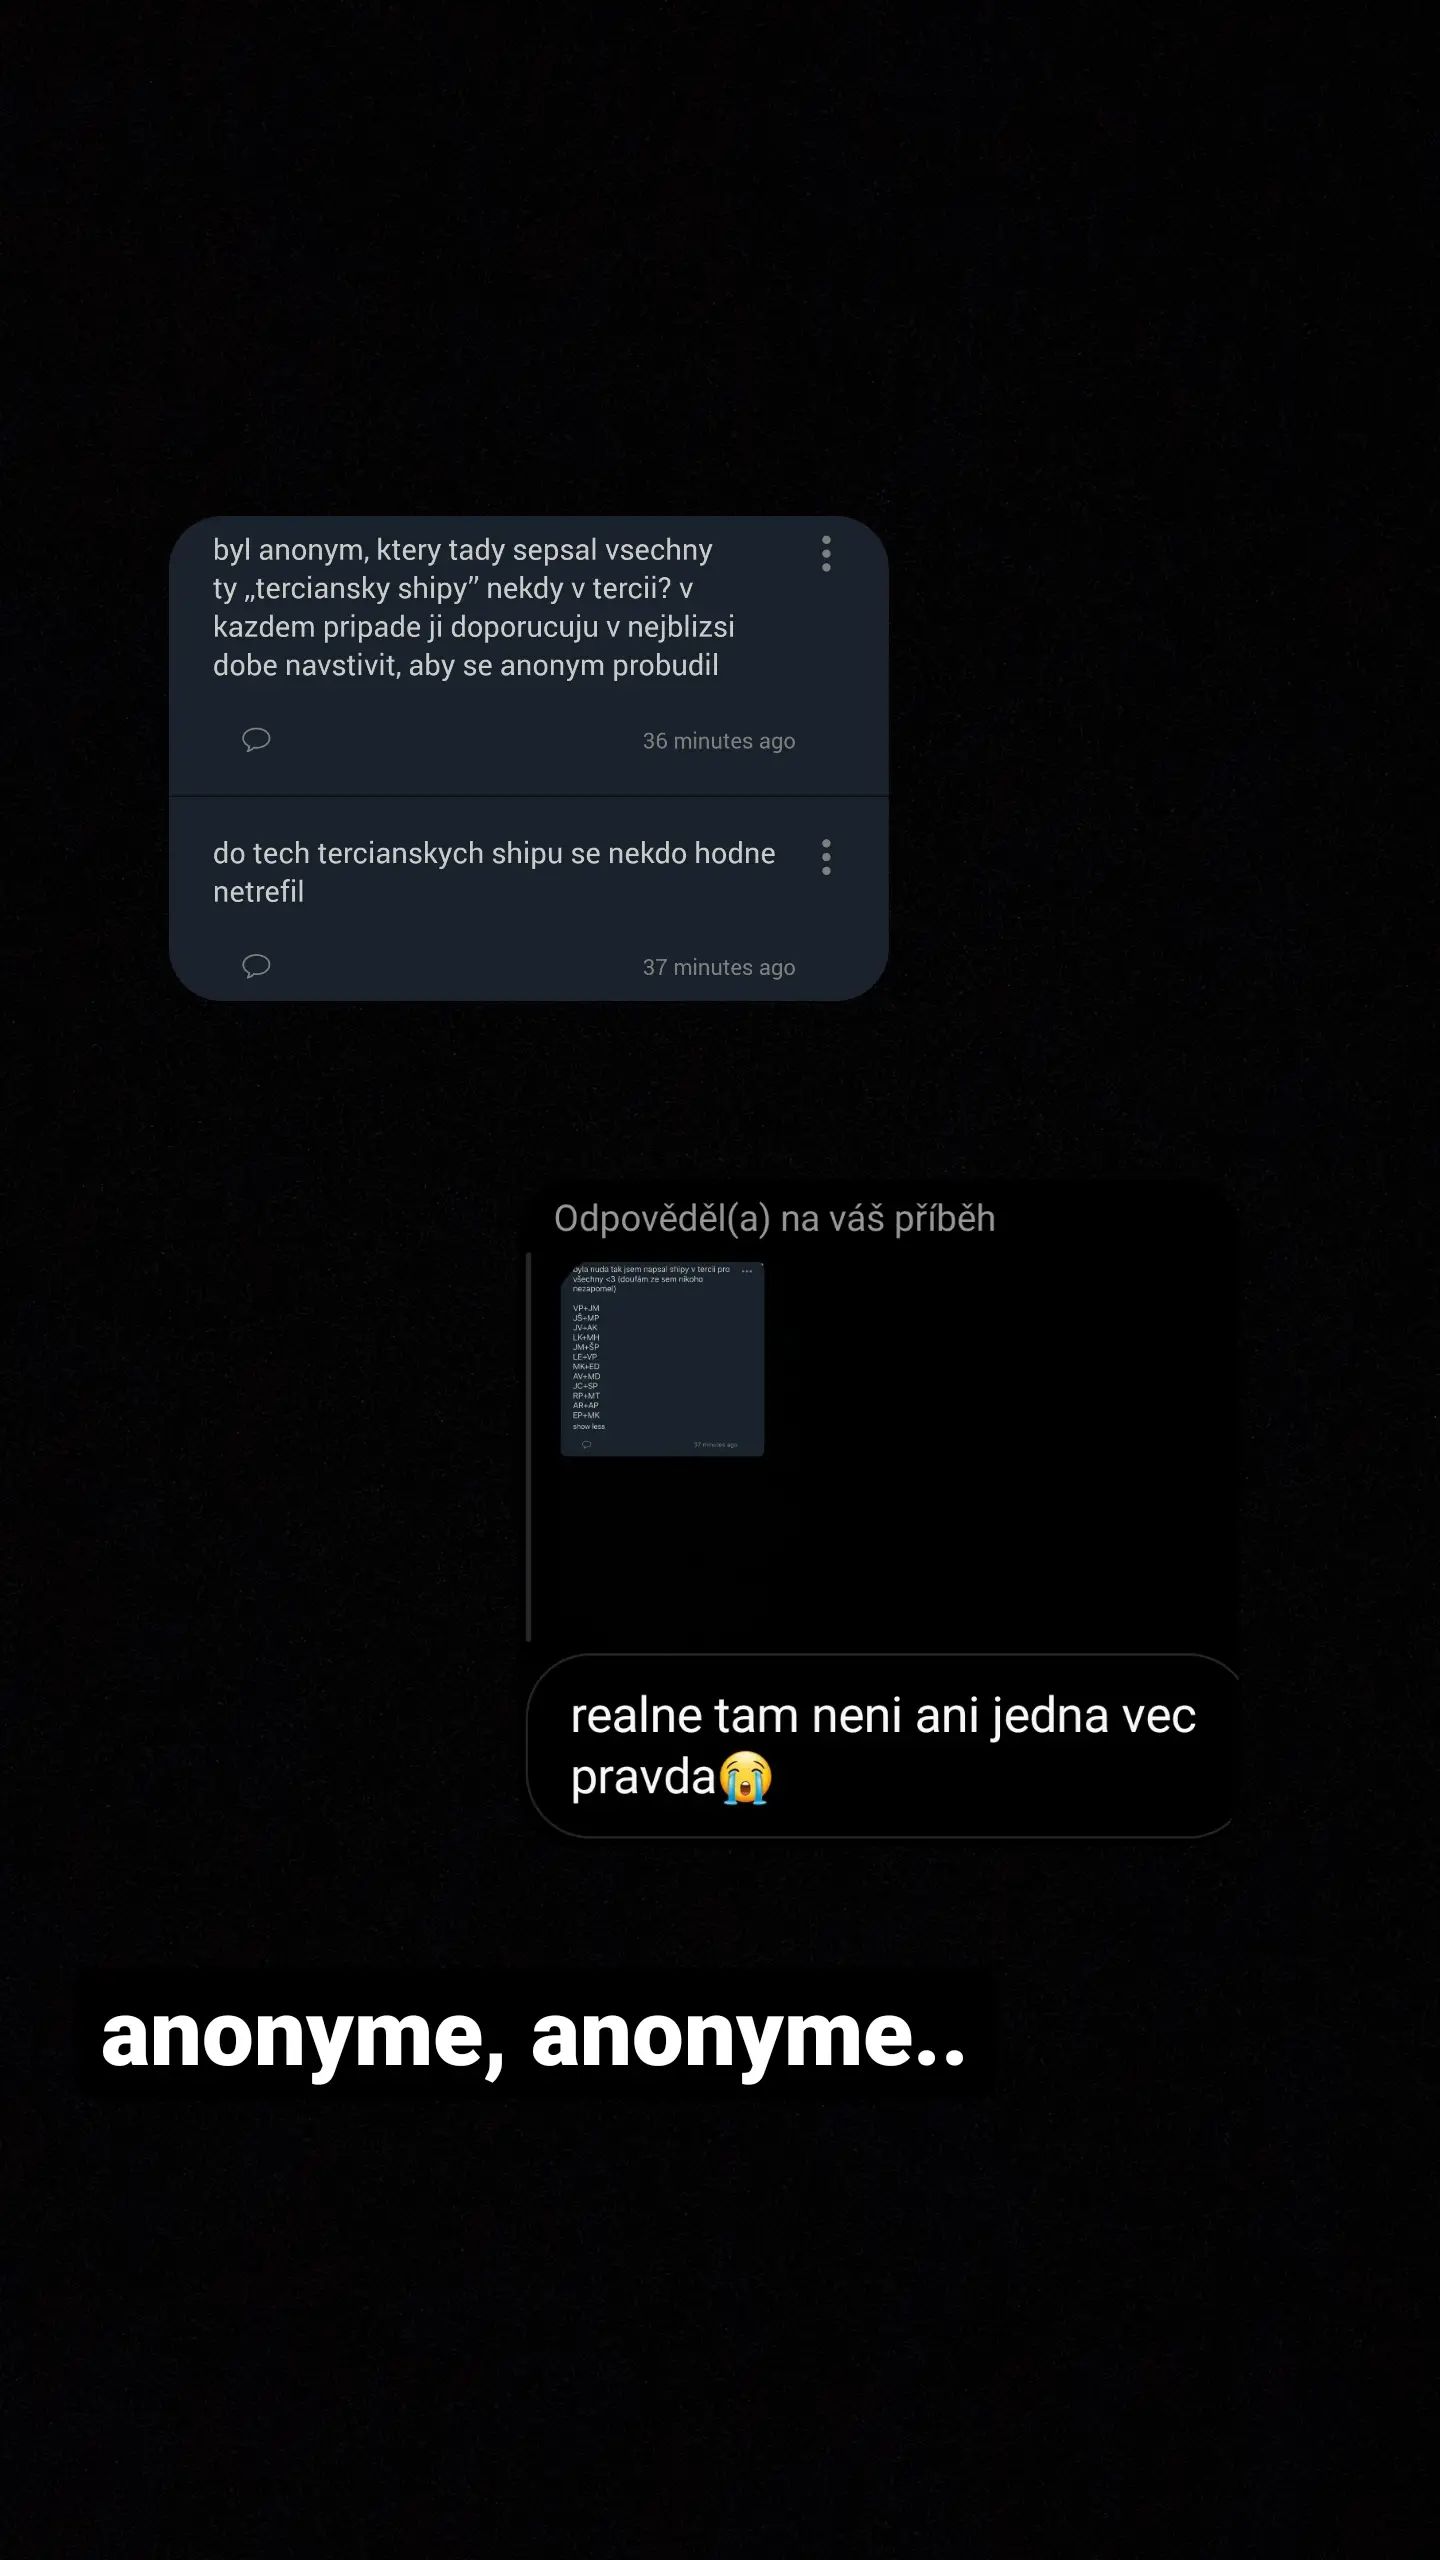 byl anonym, ktery tady sepsal vsechny
ty „terciansky shipy” nekdy v tercii? v
kazdem pripade ji doporucuju v nejblizsi
dobe navstivit, aby se anonym probudil
36 minutes ago
do tech tercianskych shipu se nekdo hodne
netrefil
37 minutes ago
Odpověděl(a) na váš příběh
byla nuda tak jsem napsal shipy v tercii pro
všechny <3 (doufám ze sem nikoho
nezapomel)
VP+JM
JŠ+MP
JV+AK
LK+MH
JM+ŠP
LE+VP
MK+ED
AV+MD
JC+SP
RP+MT
AR+AP
EP+MK
show less
37 minutes ago
realne tam neni ani jedna vec
pravda😭
anonyme, anonyme..